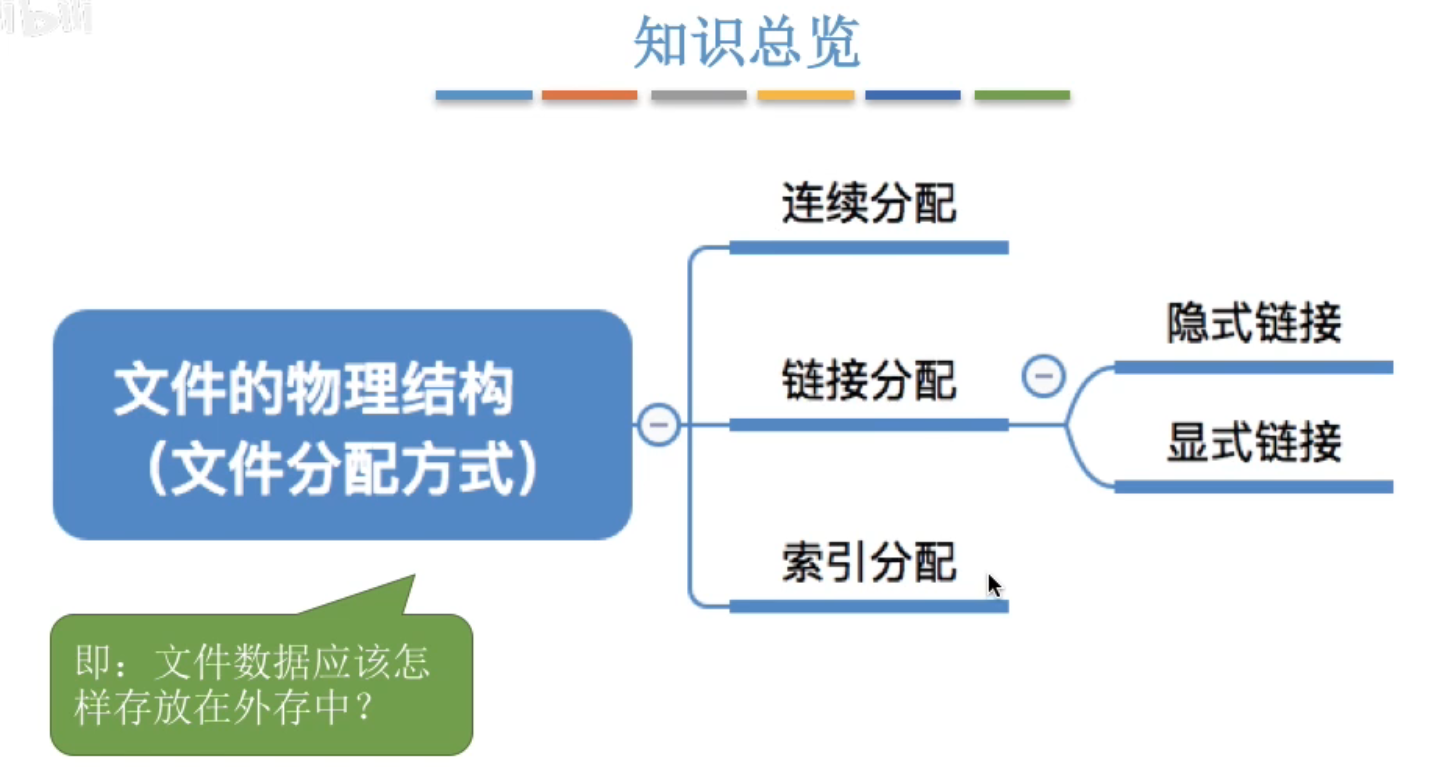 知识总览
连续分配
隐式链接
文件的物理结构
链接分配
（文件分配方式）
显式链接
索引分配
即：文件数据应该怎
样存放在外存中？